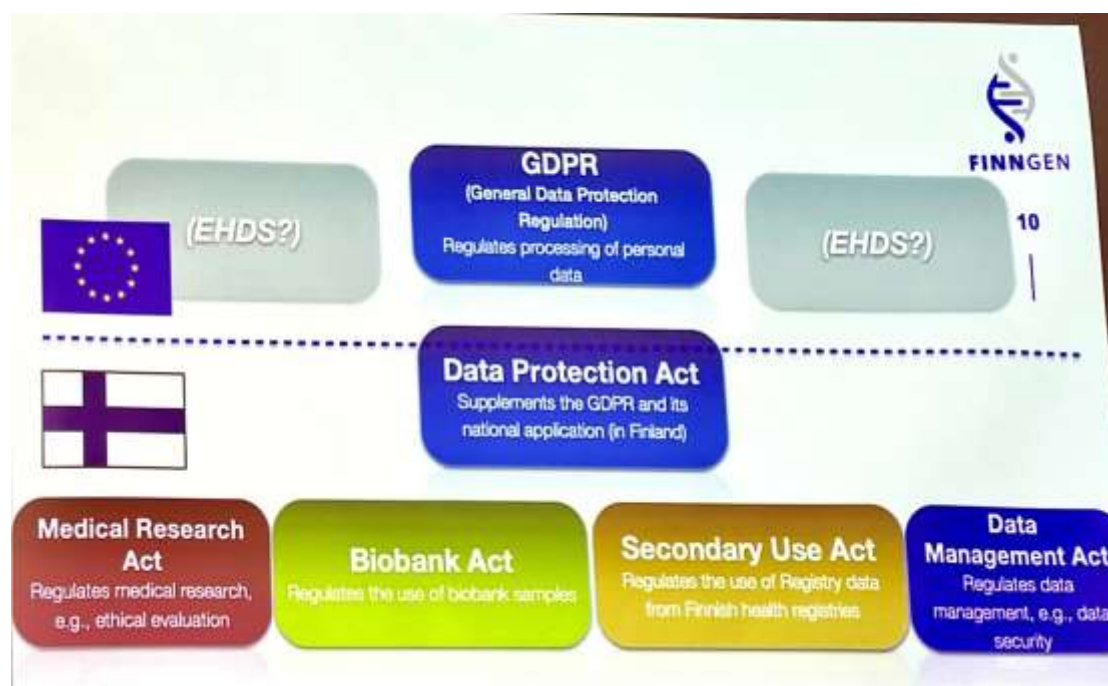 FINNGEN
10
(EHDS?)
GDPR
(General Data Protection
Regulation)
Regulates processing of personal
data
(EHDS?)
Data Protection Act
Supplements the GDPR and its
national application (in Finland)
Medical Research
Act
Regulates medical research,
e.g., ethical evaluation
Biobank Act
Regulates the use of biobank samples
Secondary Use Act
Regulates the use of Registry data
from Finnish health registries
Data
Management Act
Regulates data
management, e.g., data
security